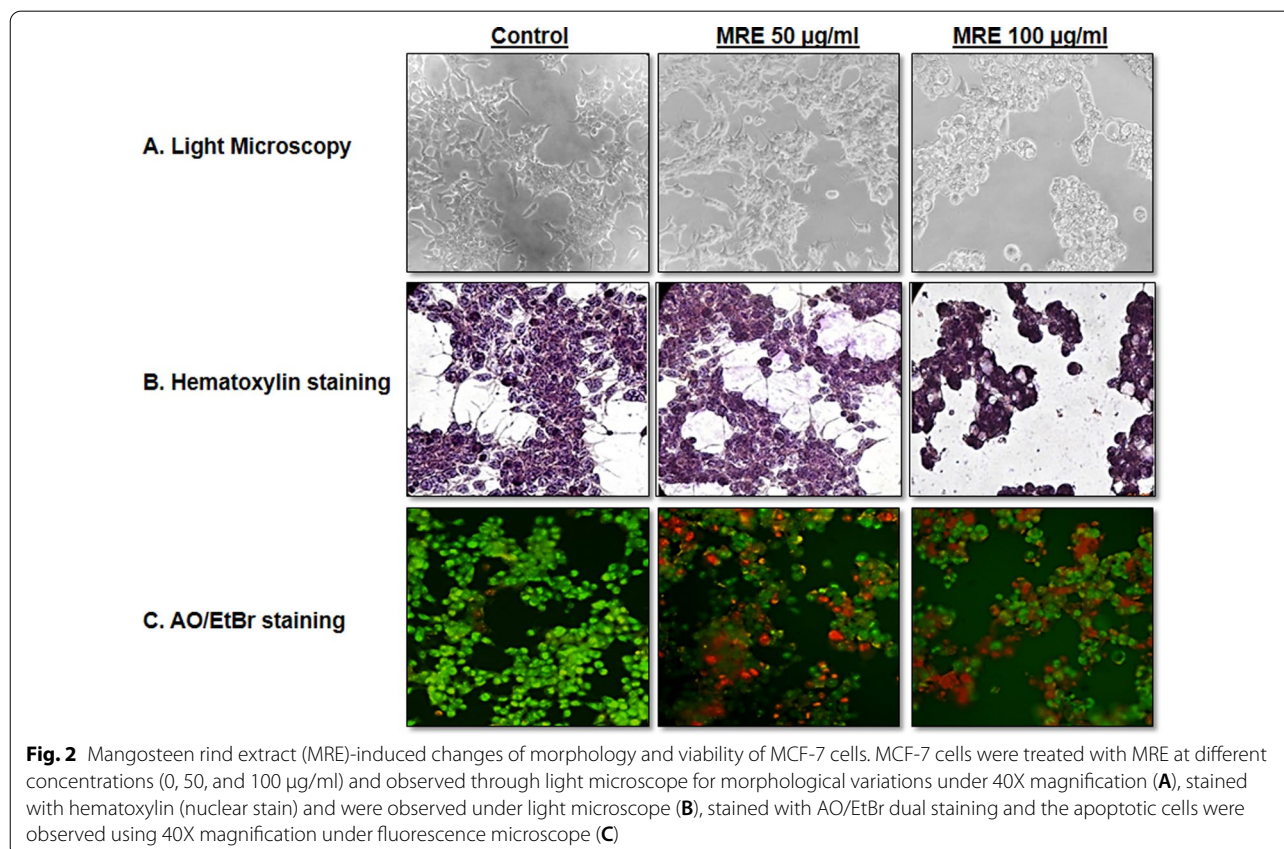 Control
MRE 50 µg/ml
MRE 100 µg/ml
A. Light Microscopy
B. Hematoxylin staining
C. AO/EtBr staining
Fig. 2 Mangosteen rind extract (MRE)-induced changes of morphology and viability of MCF-7 cells. MCF-7 cells were treated with MRE at different
concentrations (0, 50, and 100 µg/ml) and observed through light microscope for morphological variations under 40X magnification (A), stained
with hematoxylin (nuclear stain) and were observed under light microscope (B), stained with AO/EtBr dual staining and the apoptotic cells were
observed using 40X magnification under fluorescence microscope (C)